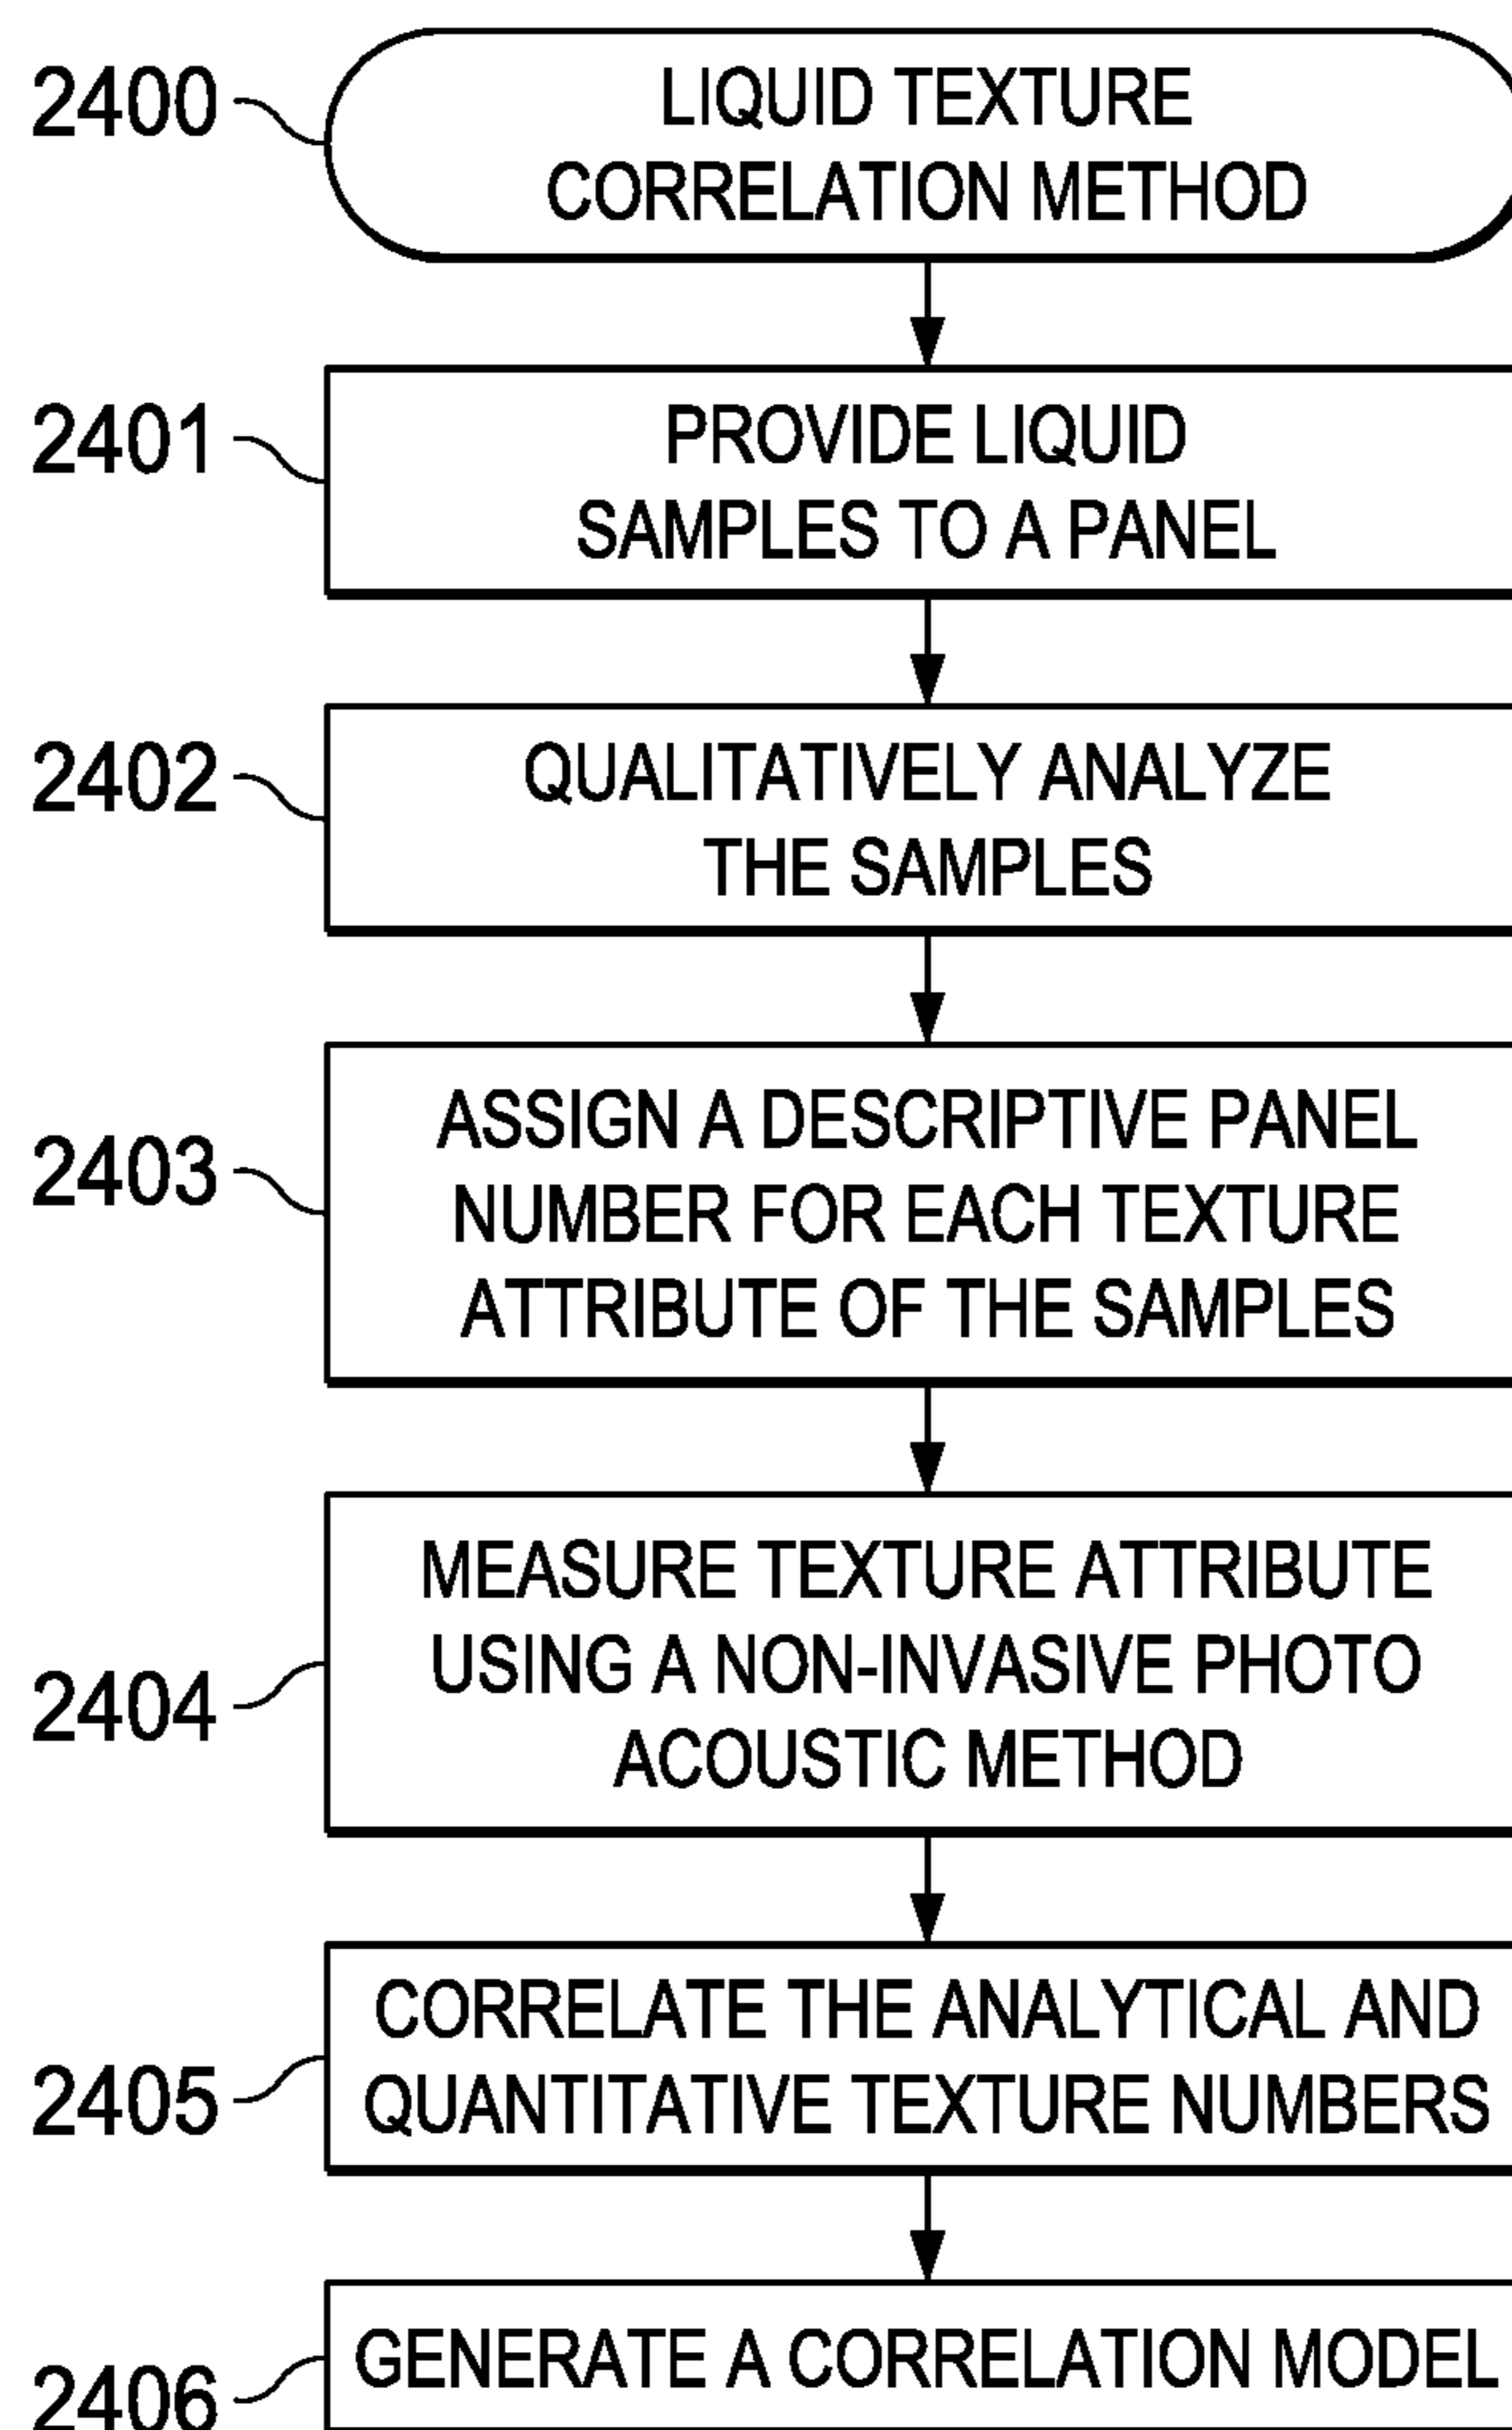 2400
LIQUID TEXTURE
CORRELATION METHOD
2401
PROVIDE LIQUID
SAMPLES TO A PANEL
2402
QUALITATIVELY ANALYZE
THE SAMPLES
2403
ASSIGN A DESCRIPTIVE PANEL
NUMBER FOR EACH TEXTURE
ATTRIBUTE OF THE SAMPLES
2404
MEASURE TEXTURE ATTRIBUTE
USING A NON-INVASIVE PHOTO
ACOUSTIC METHOD
2405
CORRELATE THE ANALYTICAL AND
QUANTITATIVE TEXTURE NUMBERS
2406
GENERATE A CORRELATION MODEL